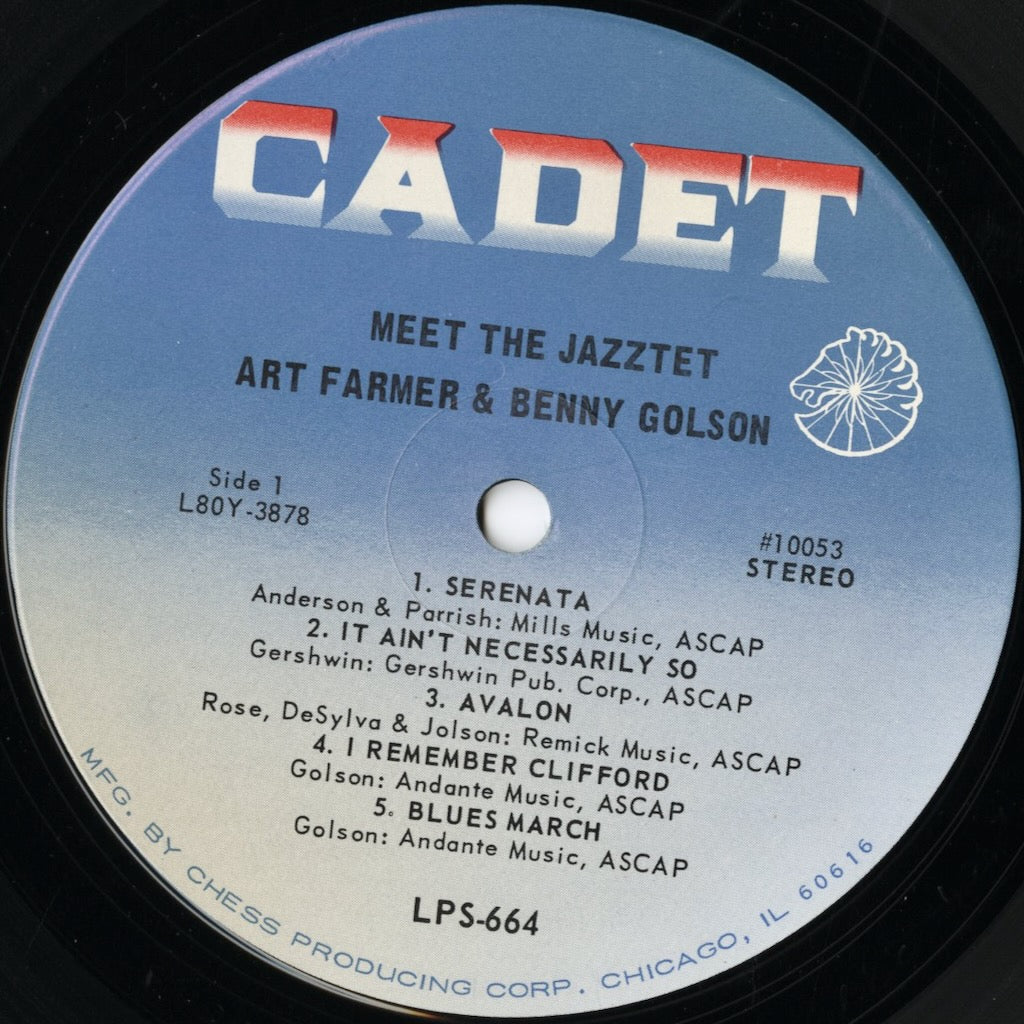 CADET
MEET THE JAZZTET
ART FARMER & BENNY GOLSON
Side 1
L80Y-3878
#10053
STEREO
1. SERENATA
Anderson & Parrish: Mills Music, ASCAP
2. IT AIN'T NECESSARILY SO
Gershwin: Gershwin Pub. Corp., ASCAP
3. AVALON
Rose, DeSylva & Jolson: Remick Music, ASCAP
4. I REMEMBER CLIFFORD
Golson: Andante Music, ASCAP
5. BLUES MARCH
Golson: Andante Music, ASCAP
LPS-664
MFG. BY CHESS PRODUCING CORP. CHICAGO, IL 60616